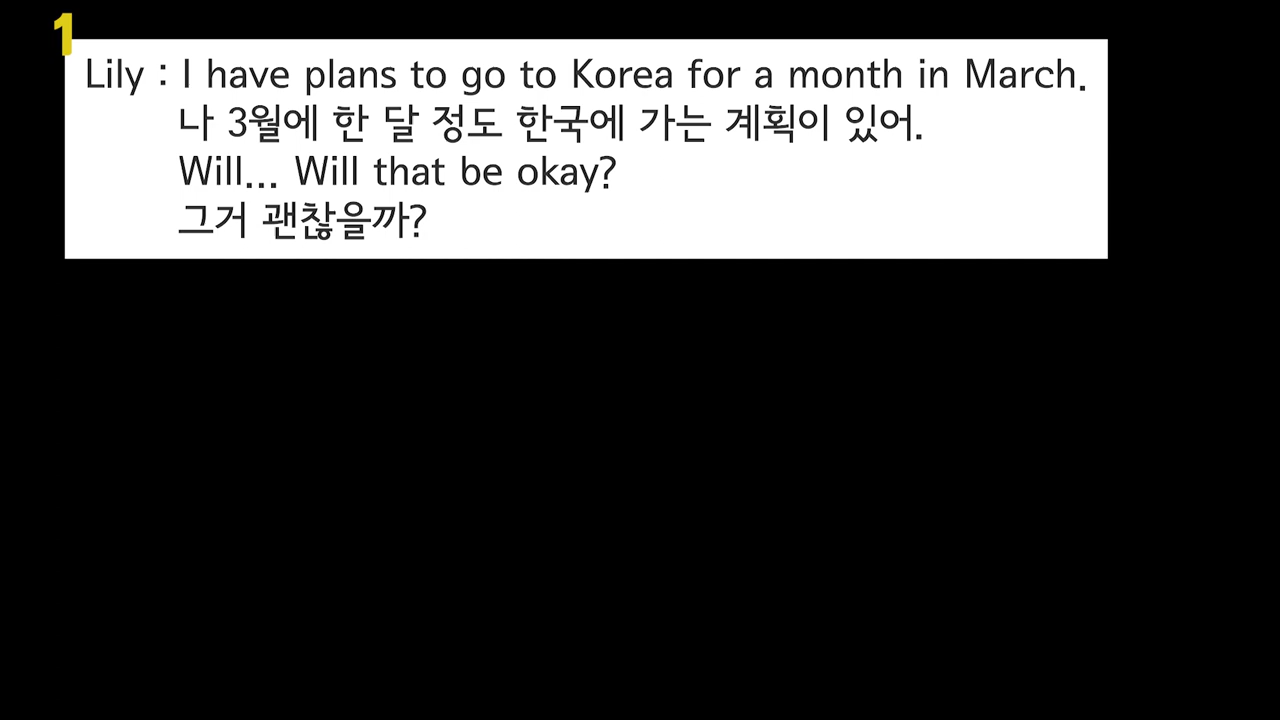 1
Lily : I have plans to go to Korea for a month in March.
나 3월에 한 달 정도 한국에 가는 계획이 있어.
Will... Will that be okay?
그거 괜찮을까?